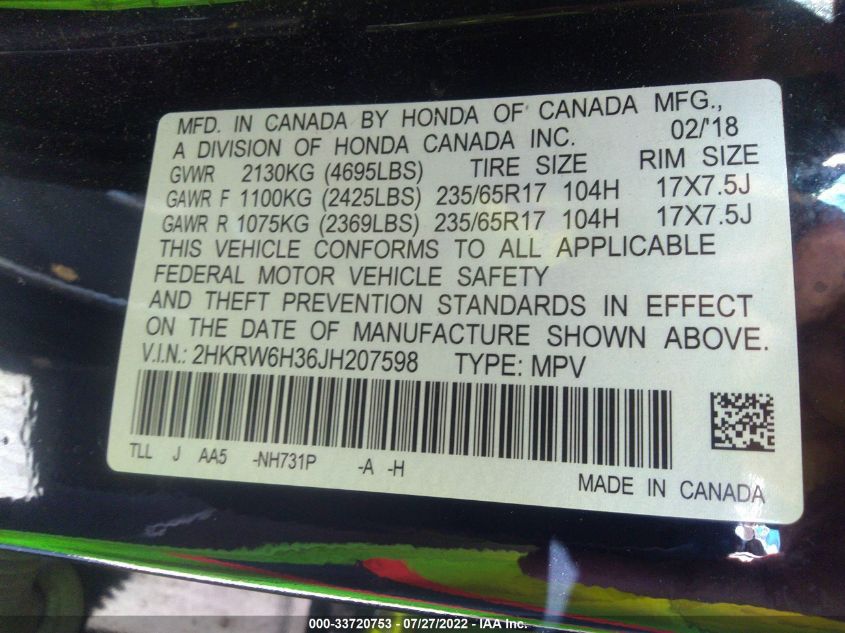 MFD. IN CANADA BY HONDA OF CANADA MFG.,
A DIVISION OF HONDA CANADA INC. 02/'18
GVWR 2130KG (4695LBS) TIRE SIZE RIM SIZE
GAWR F 1100KG (2425LBS) 235/65R17 104H 17X7.5J
GAWR R 1075KG (2369LBS) 235/65R17 104H 17X7.5J
THIS VEHICLE CONFORMS TO ALL APPLICABLE
FEDERAL MOTOR VEHICLE SAFETY
AND THEFT PREVENTION STANDARDS IN EFFECT
ON THE DATE OF MANUFACTURE SHOWN ABOVE.
V.I.N.: 2HKRW6H36JH207598 TYPE: MPV
TLL J AA5 -NH731P -A -H
MADE IN CANADA
000-33720753 - 07/27/2022 - IAA Inc.